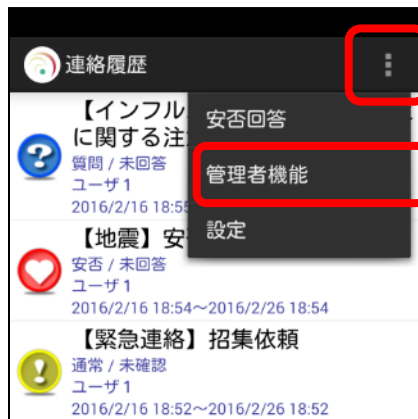 連絡履歴
【インフル
に関する注
質問 / 未回答
ユーザ 1
2016/2/16 18:55
安否回答
管理者機能
設定
【地震】安
安否 / 未回答
ユーザ 1
2016/2/16 18:54～2016/2/26 18:54
【緊急連絡】招集依頼
通常 / 未確認
ユーザ 1
2016/2/16 18:52～2016/2/26 18:52